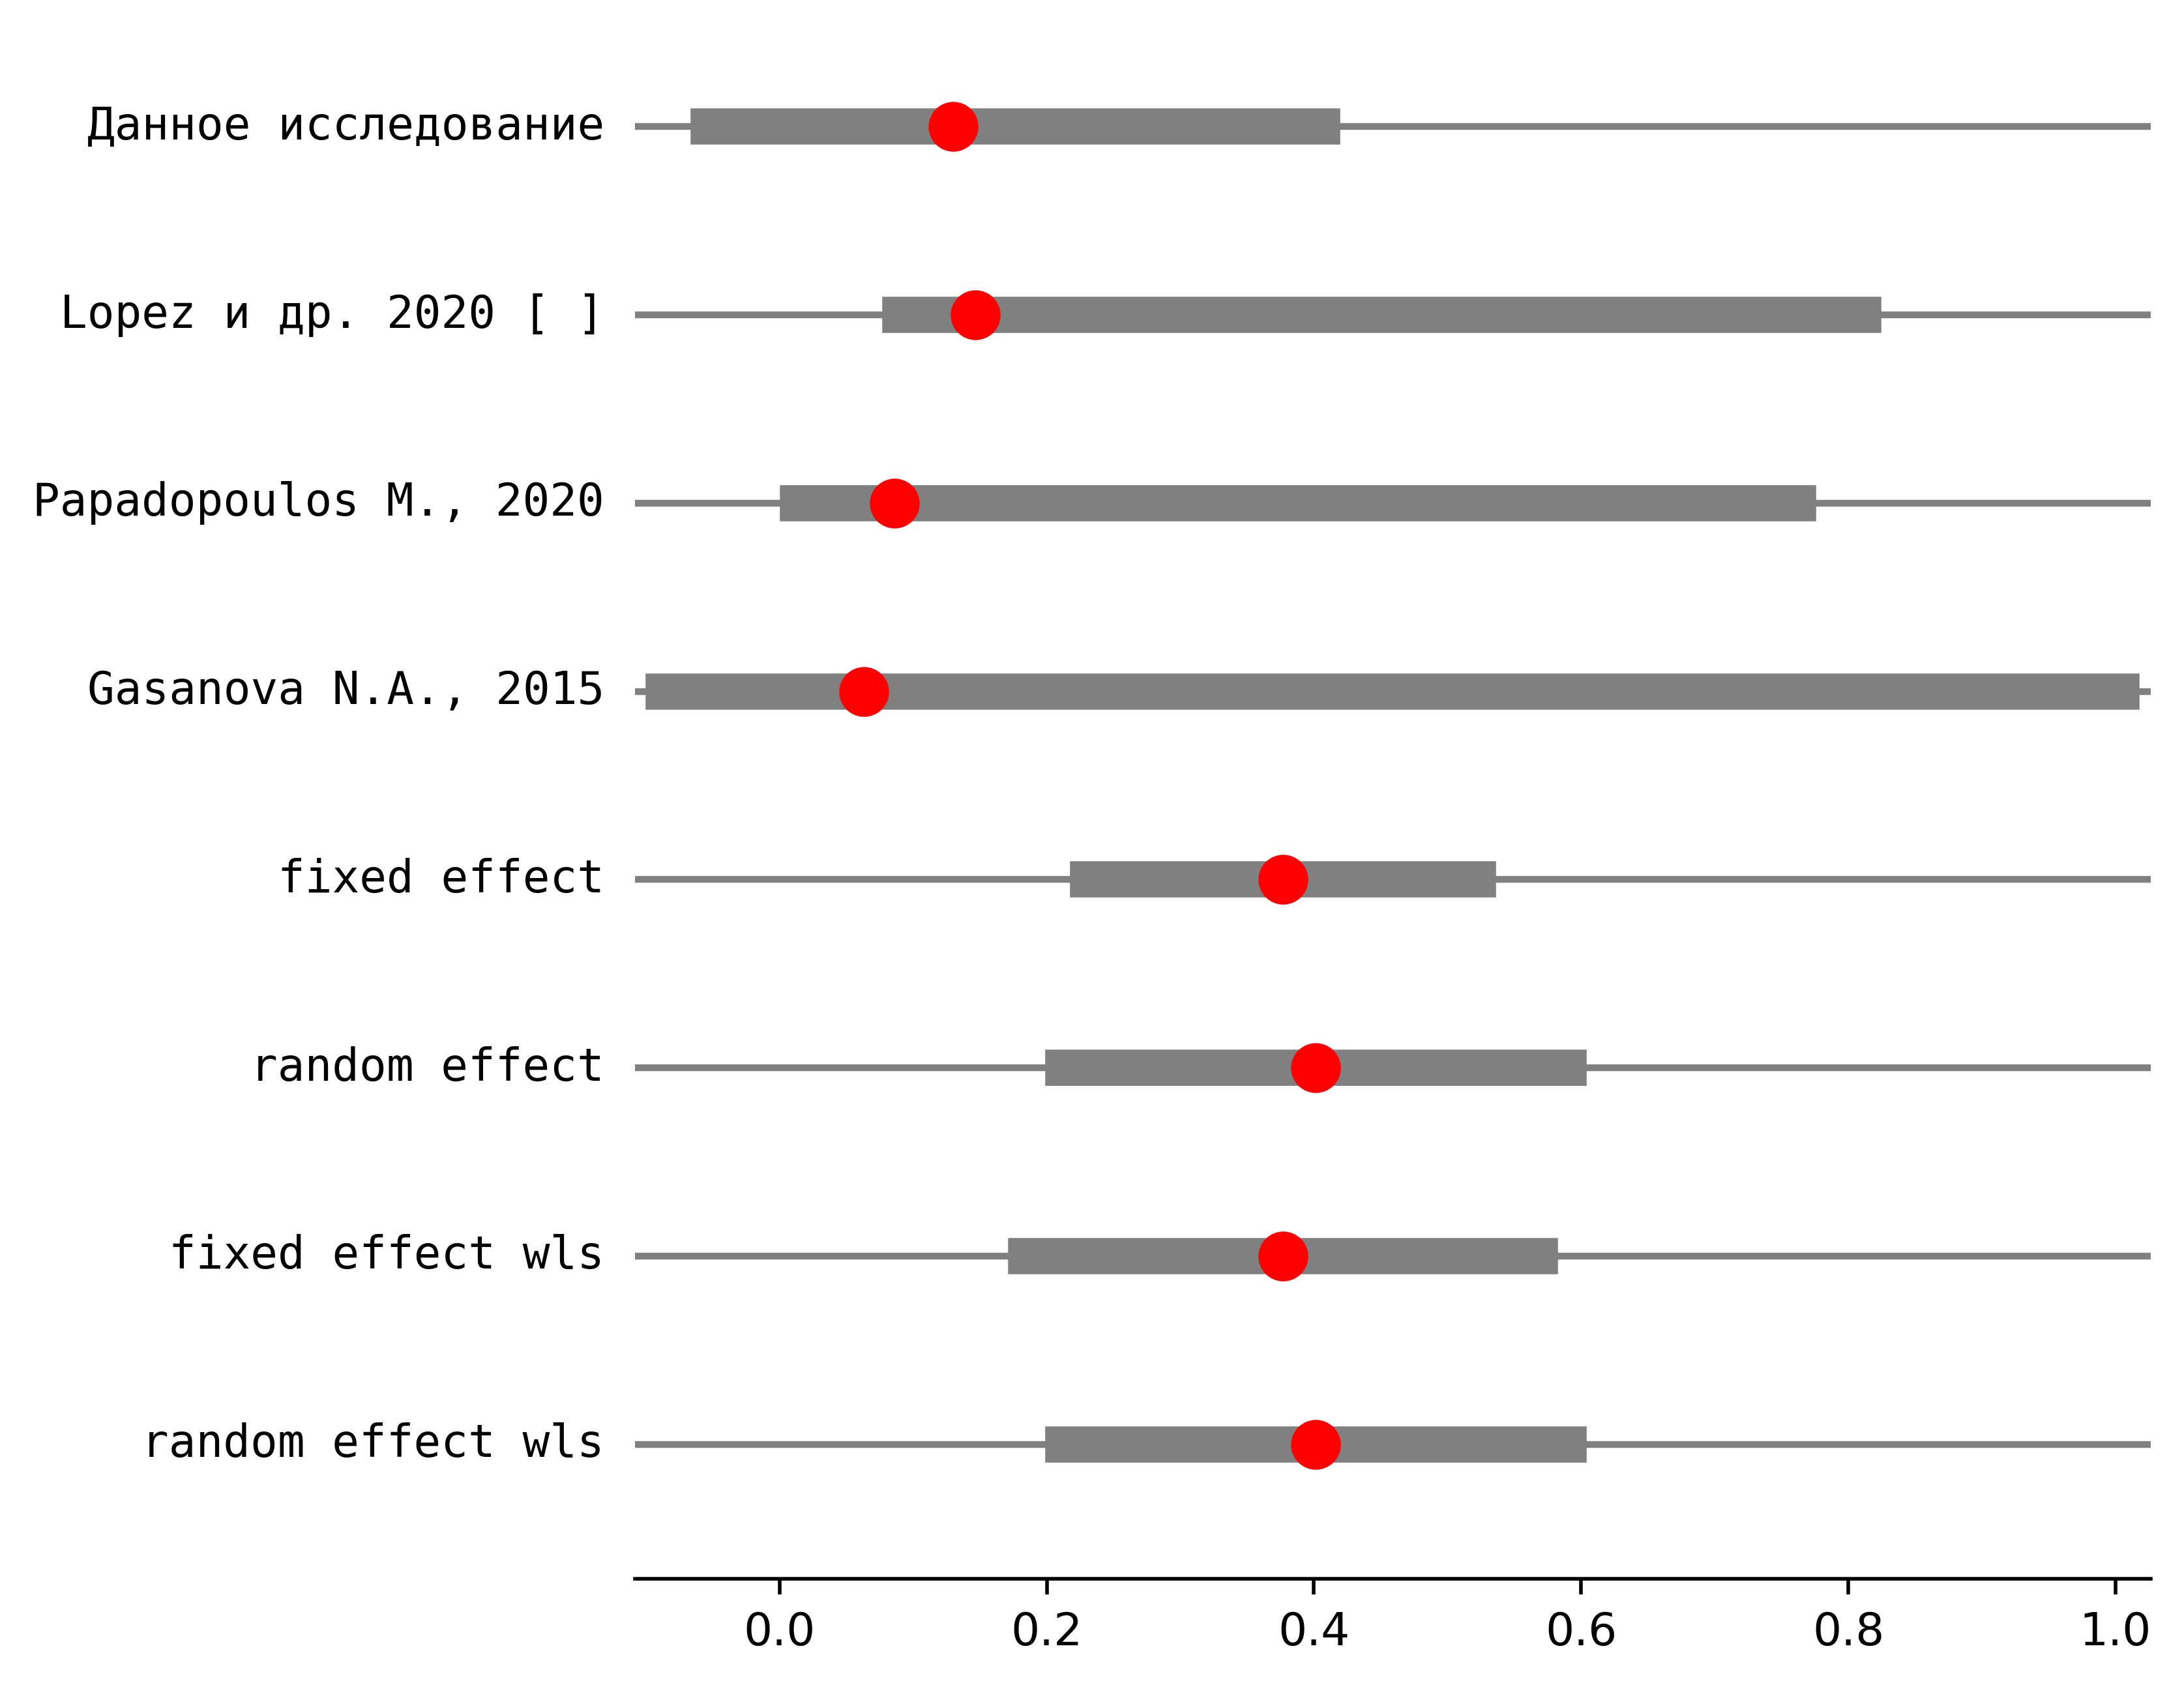 Данное исследование
Lopez и др. 2020 [ ]
Papadopoulos M., 2020
Gasanova N.A., 2015
fixed effect
random effect
fixed effect wls
random effect wls
0.0 0.2 0.4 0.6 0.8 1.0